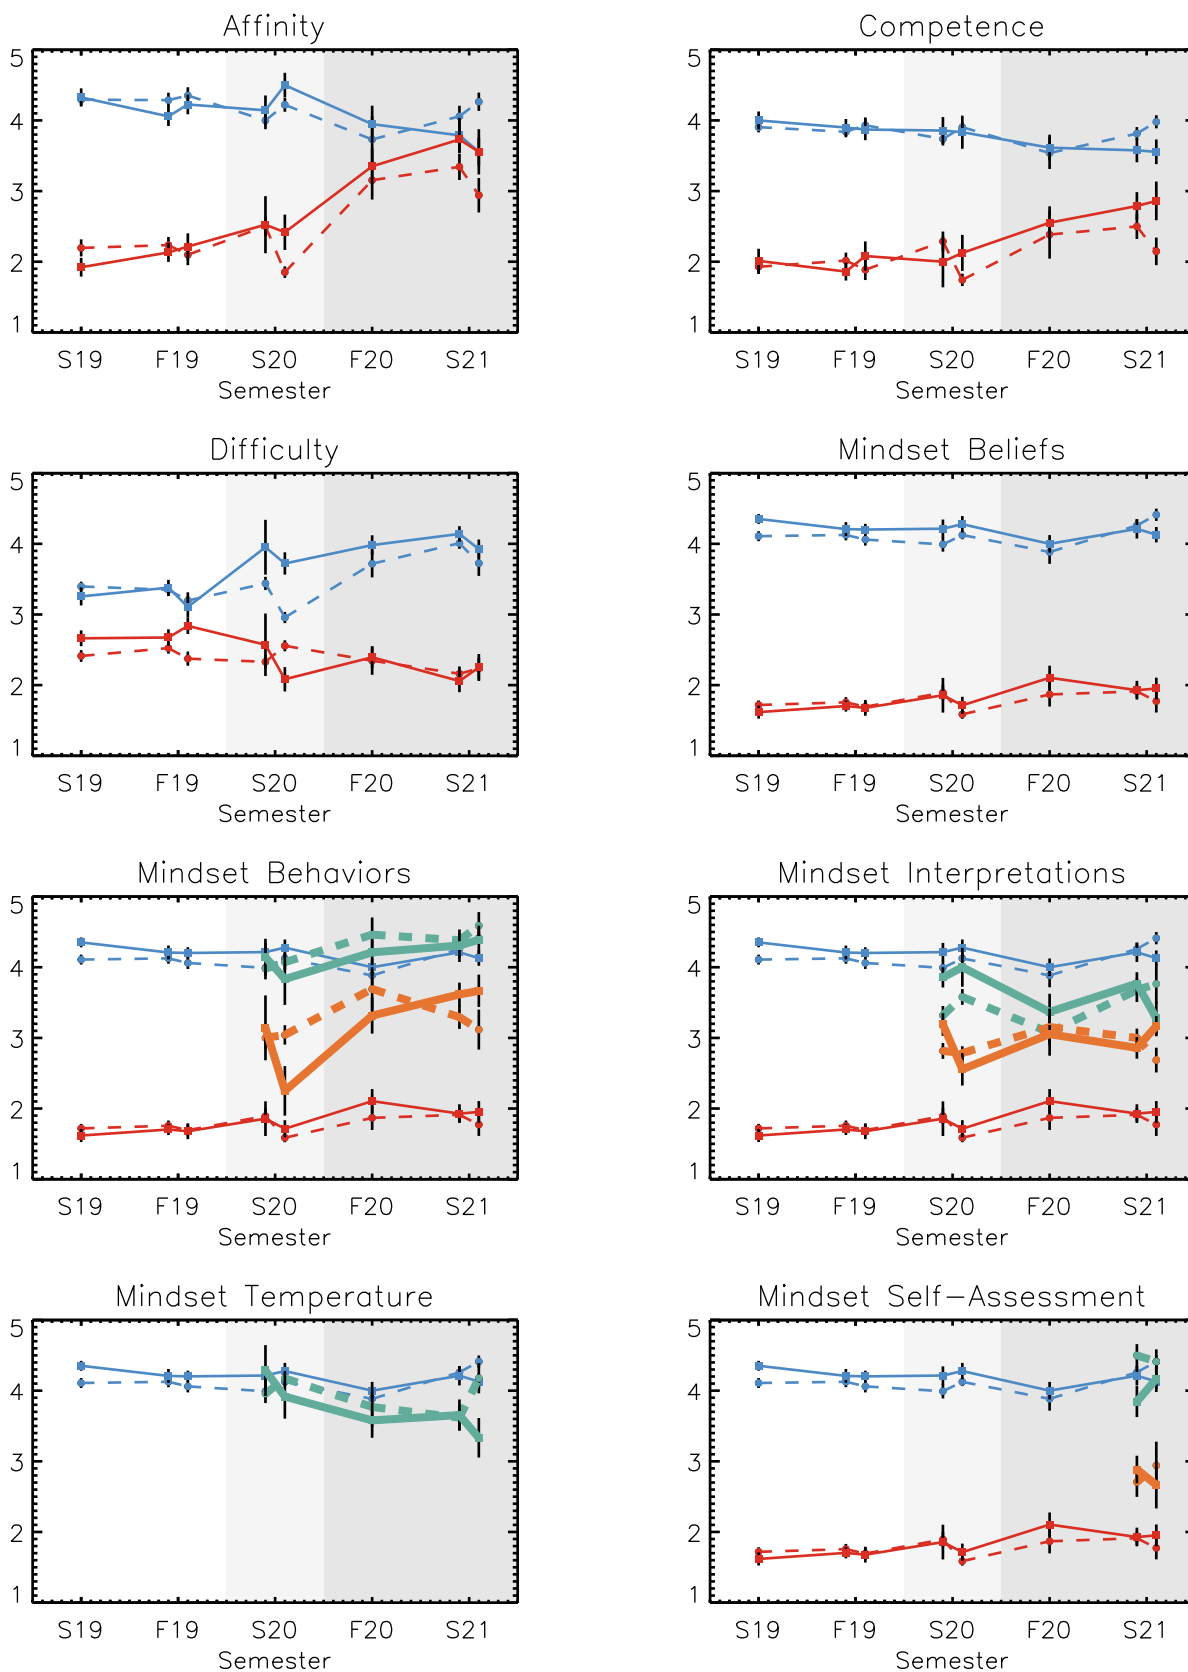 Affinity
5
4
3
2
1
S19 F19 S20 F20 S21
Semester
Competence
5
4
3
2
1
S19 F19 S20 F20 S21
Semester
Difficulty
5
4
3
2
1
S19 F19 S20 F20 S21
Semester
Mindset Beliefs
5
4
3
2
1
S19 F19 S20 F20 S21
Semester
Mindset Behaviors
5
4
3
2
1
S19 F19 S20 F20 S21
Semester
Mindset Interpretations
5
4
3
2
1
S19 F19 S20 F20 S21
Semester
Mindset Temperature
5
4
3
2
1
S19 F19 S20 F20 S21
Semester
Mindset Self-Assessment
5
4
3
2
1
S19 F19 S20 F20 S21
Semester